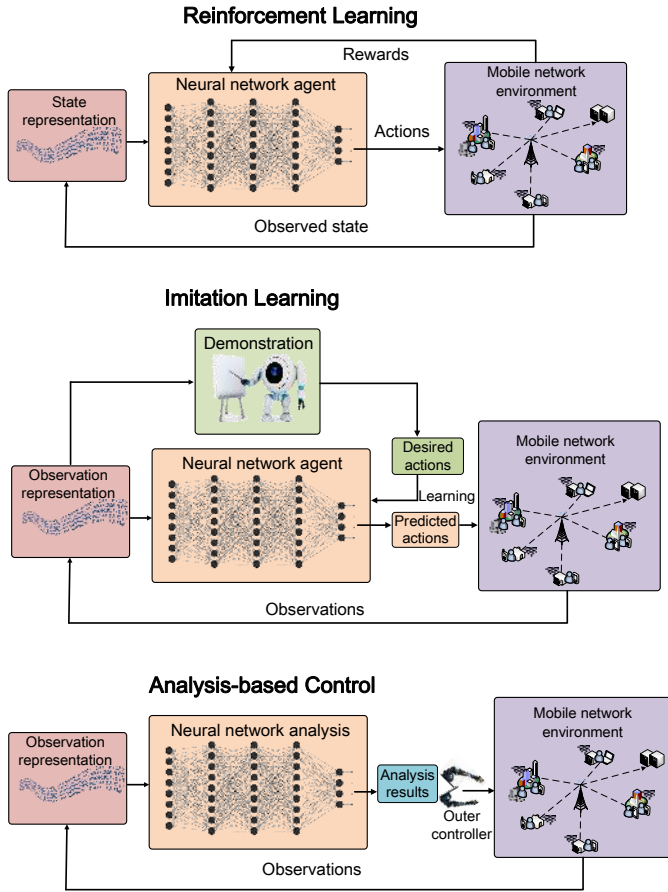 Reinforcement Learning
Rewards
Neural network agent
Mobile network
environment
State
representation
Actions
Observed state
Imitation Learning
Demonstration
Desired
actions
Neural network agent
Mobile network
environment
Observation
representation
Learning
Predicted
actions
Observations
Analysis-based Control
Neural network analysis
Mobile network
environment
Observation
representation
Analysis
results
Outer
controller
Observations